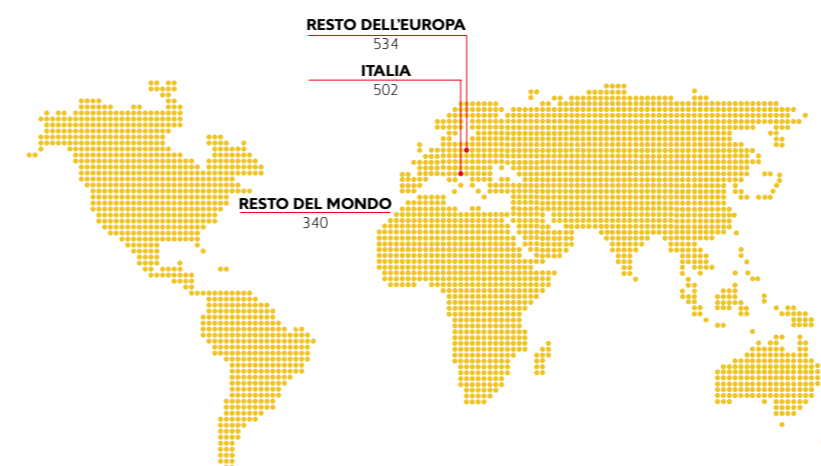 RESTO DELL'EUROPA
534
ITALIA
502
RESTO DEL MONDO
340